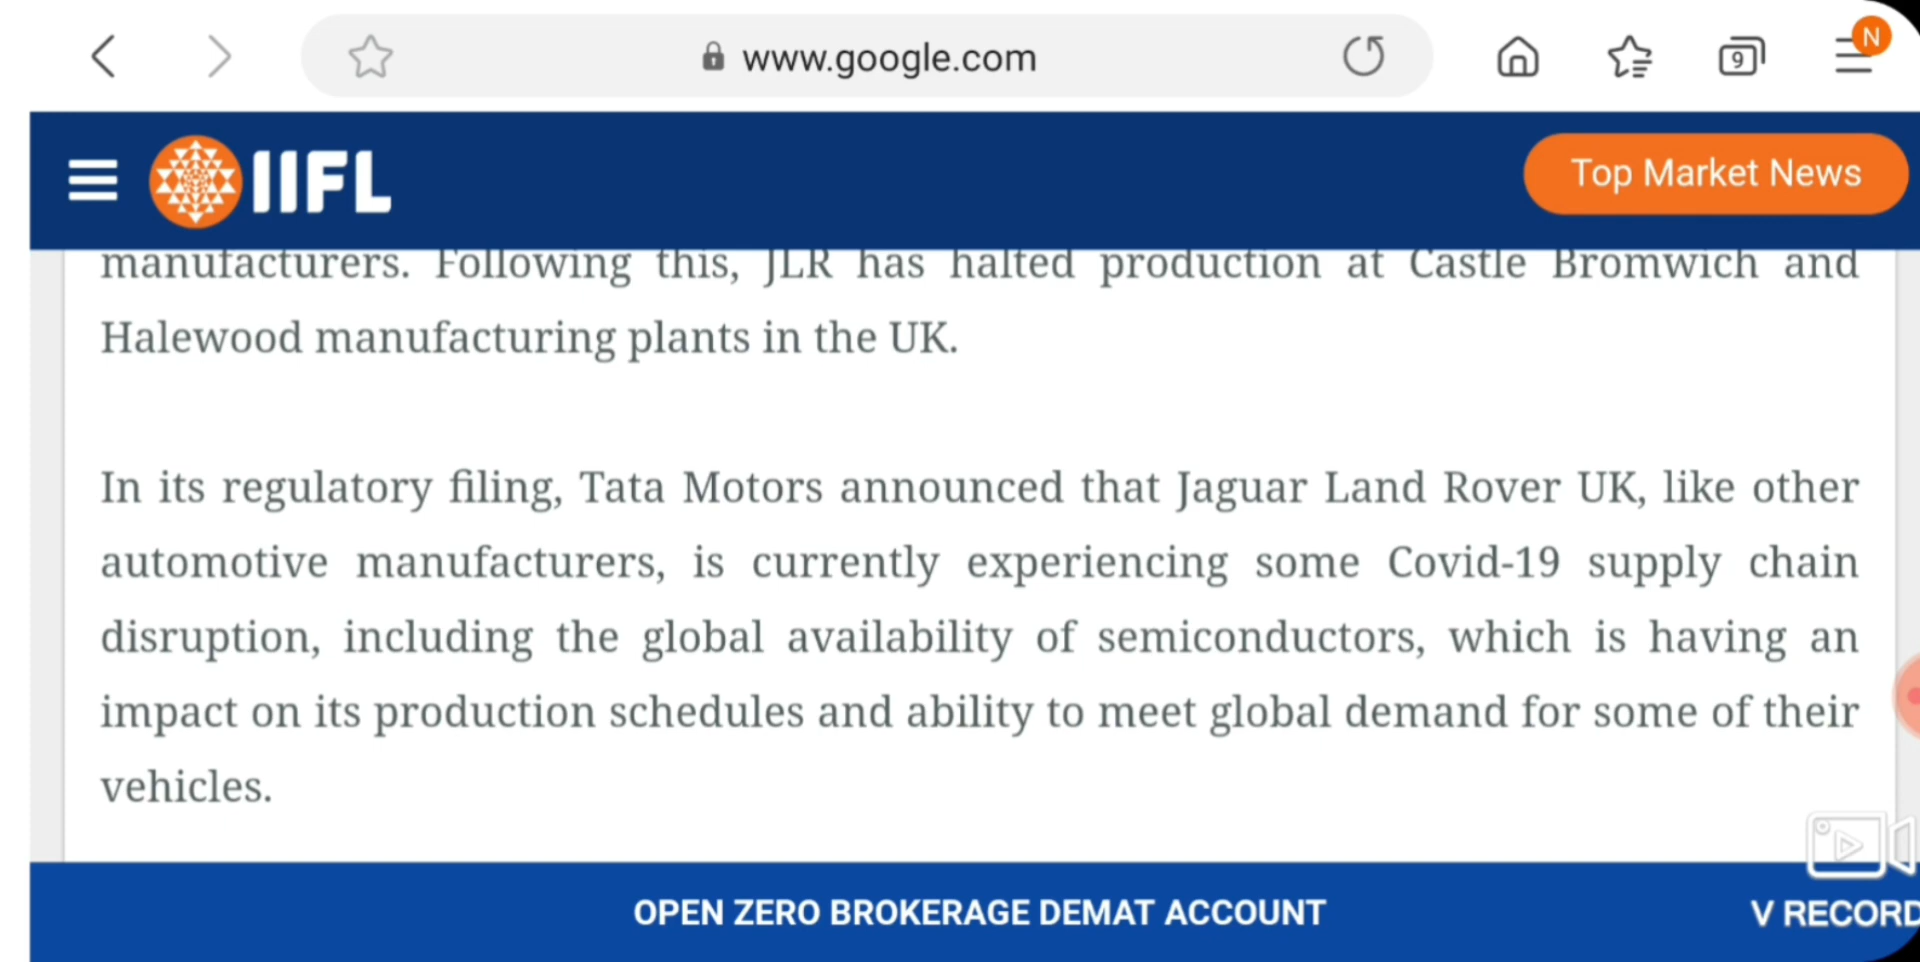 www.google.com
9
N
IIFL
Top Market News
manufacturers. Following this, JLR has halted production at Castle Bromwich and
Halewood manufacturing plants in the UK.
In its regulatory filing, Tata Motors announced that Jaguar Land Rover UK, like other
automotive manufacturers, is currently experiencing some Covid-19 supply chain
disruption, including the global availability of semiconductors, which is having an
impact on its production schedules and ability to meet global demand for some of their
vehicles.
OPEN ZERO BROKERAGE DEMAT ACCOUNT
V RECORD